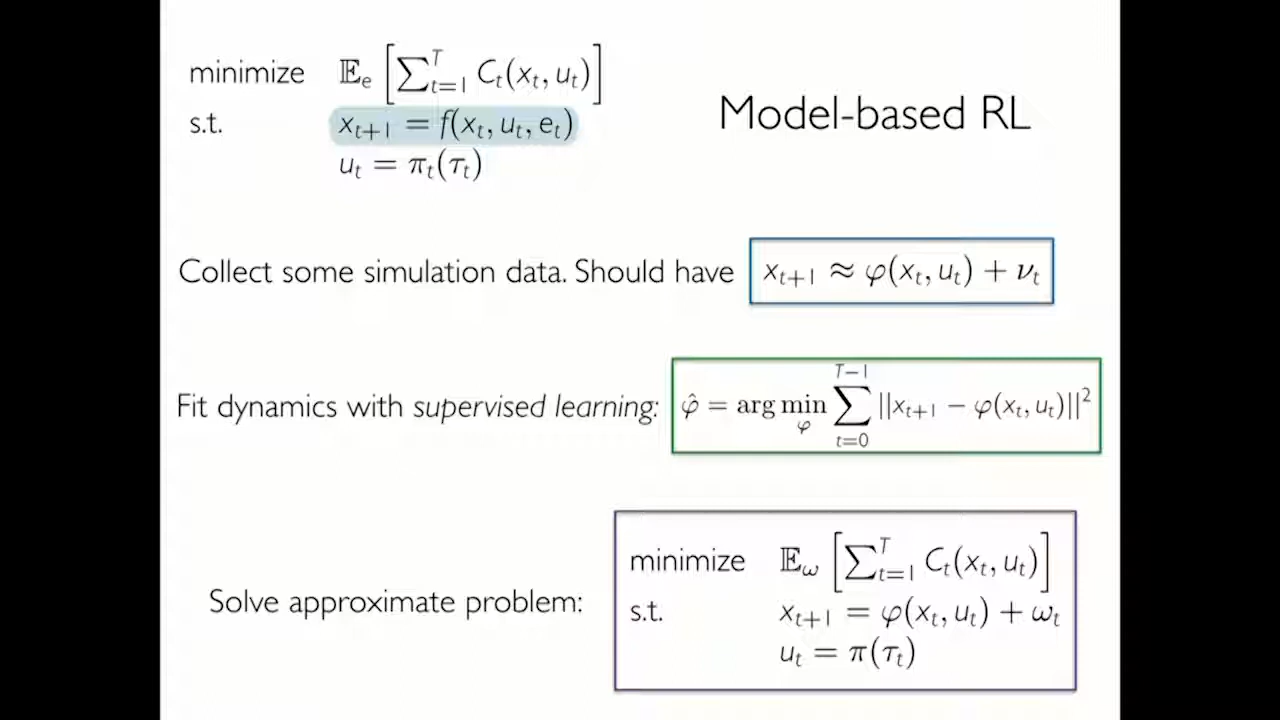 minimize 𝔼ₑ [∑ₜ₌₁ᵀ Cₜ(xₜ, uₜ)]
s.t. xₜ₊₁ = f(xₜ, uₜ, eₜ)
uₜ = πₜ(τₜ)
Model-based RL
Collect some simulation data. Should have xₜ₊₁ ≈ φ(xₜ, uₜ) + νₜ
Fit dynamics with supervised learning: φ̂ = arg min_φ ∑ₜ₌₀ᵀ⁻¹ ||xₜ₊₁ − φ(xₜ, uₜ)||²
Solve approximate problem:
minimize 𝔼_ω [∑ₜ₌₁ᵀ Cₜ(xₜ, uₜ)]
s.t. xₜ₊₁ = φ(xₜ, uₜ) + ωₜ
uₜ = π(τₜ)